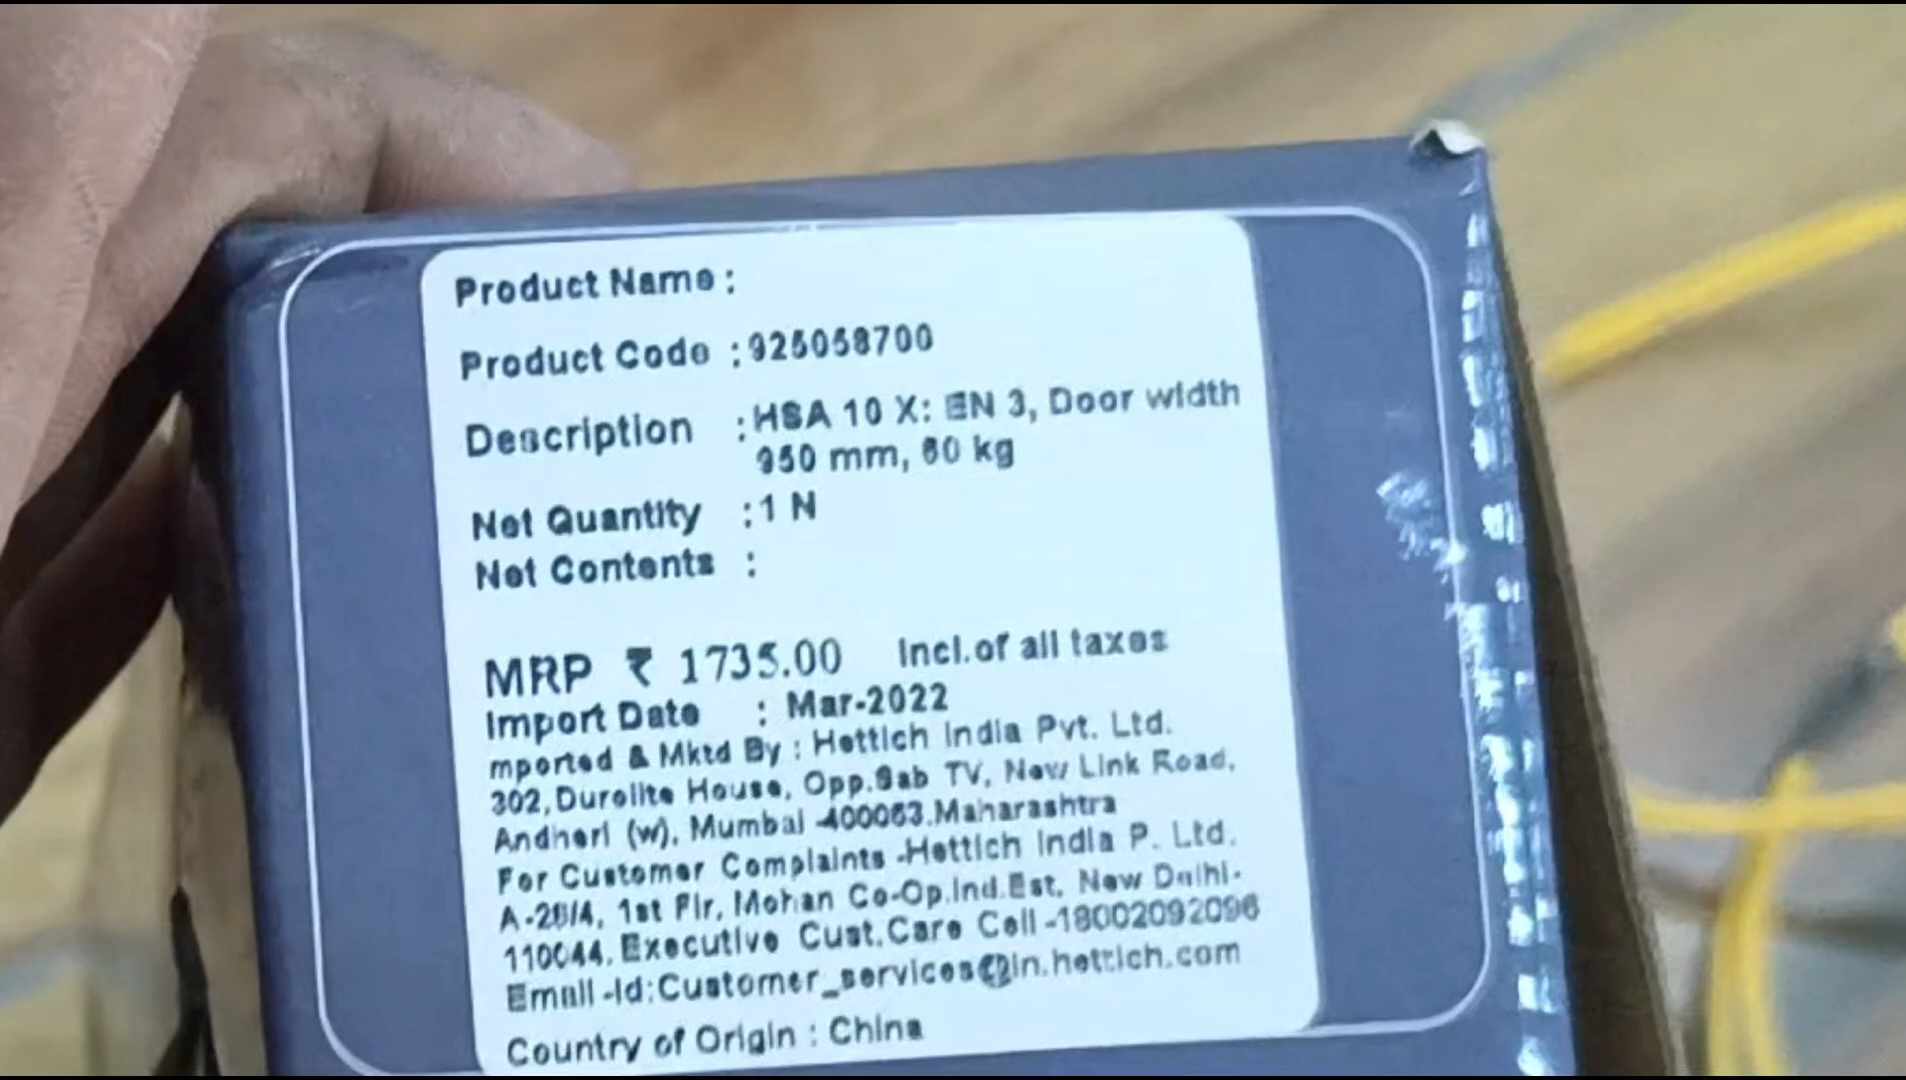 Product Name :
Product Code : 925058700
Description : HSA 10 X: EN 3, Door width
950 mm, 60 kg
Net Quantity : 1 N
Net Contents :
MRP ₹ 1735.00 Incl.of all taxes
Import Date : Mar-2022
mported & Mktd By : Hettich India Pvt. Ltd.
302,Durolite House, Opp.Sab TV, New Link Road,
Andheri (w), Mumbai -400053.Maharashtra
For Customer Complaints -Hettich India P. Ltd.
A-26/4, 1st Flr, Mohan Co-Op.Ind.Est, New Delhi-
110044. Executive Cust.Care Cell -18002092096
Email-Id:Customer_services@in.hettich.com
Country of Origin : China